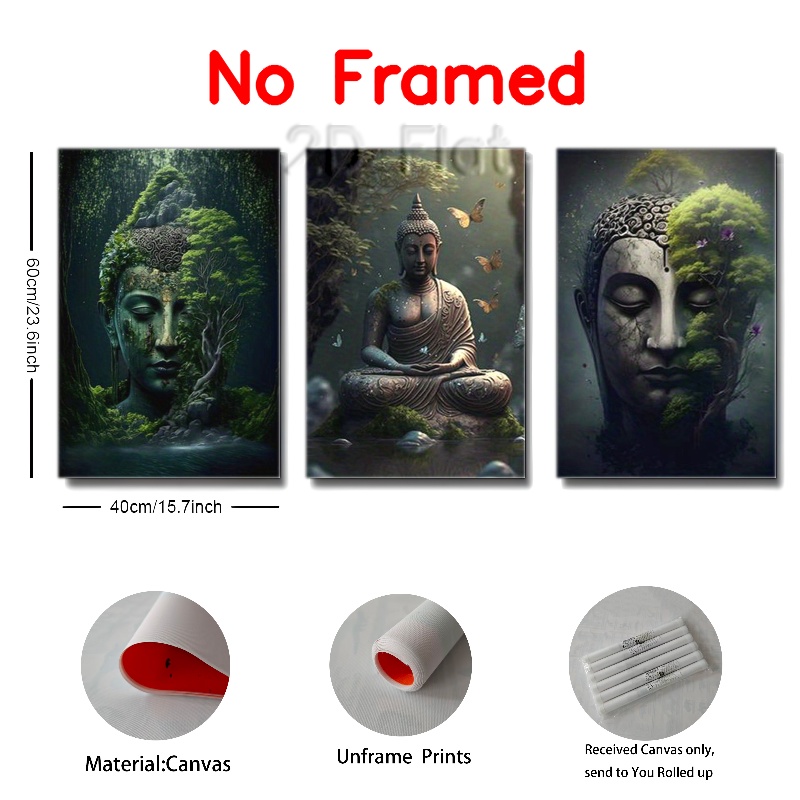 No Framed
2D Flat
60cm/23.6inch
40cm/15.7inch
Material:Canvas
Unframe Prints
Received Canvas only,
send to You Rolled up